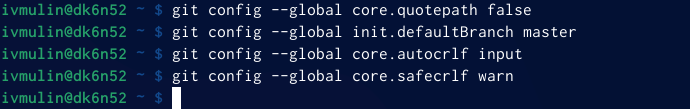 ivmulin@dk6n52 ~ $ git config --global core.quotepath false
ivmulin@dk6n52 ~ $ git config --global init.defaultBranch master
ivmulin@dk6n52 ~ $ git config --global core.autocrlf input
ivmulin@dk6n52 ~ $ git config --global core.safecrlf warn
ivmulin@dk6n52 ~ $